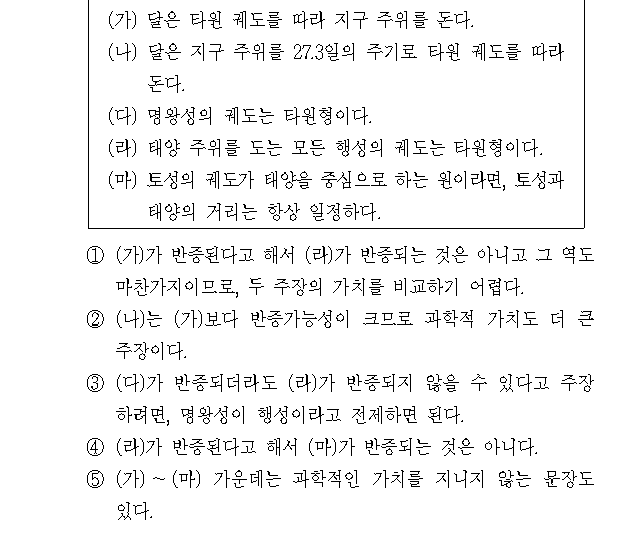 (가) 달은 타원 궤도를 따라 지구 주위를 돈다.
(나) 달은 지구 주위를 27.3일의 주기로 타원 궤도를 따라
돈다.
(다) 명왕성의 궤도는 타원형이다.
(라) 태양 주위를 도는 모든 행성의 궤도는 타원형이다.
(마) 토성의 궤도가 태양을 중심으로 하는 원이라면, 토성과
태양의 거리는 항상 일정하다.
① (가)가 반증된다고 해서 (라)가 반증되는 것은 아니고 그 역도
마찬가지이므로, 두 주장의 가치를 비교하기 어렵다.
② (나)는 (가)보다 반증가능성이 크므로 과학적 가치도 더 큰
주장이다.
③ (다)가 반증되더라도 (라)가 반증되지 않을 수 있다고 주장
하려면, 명왕성이 행성이라고 전제하면 된다.
④ (라)가 반증된다고 해서 (마)가 반증되는 것은 아니다.
⑤ (가) ~ (마) 가운데는 과학적인 가치를 지니지 않는 문장도
있다.